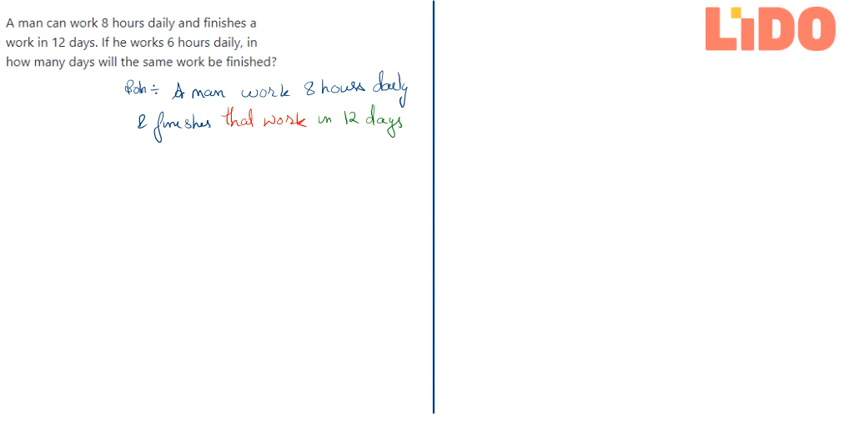 A man can work 8 hours daily and finishes a
work in 12 days. If he works 6 hours daily, in
how many days will the same work be finished?
Soln ÷ A man work 8 hours daily
& finishes that work in 12 days
LiDO